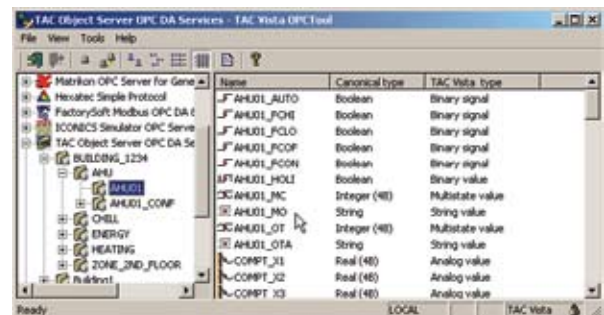 TAC Object Server OPC DA Services - TAC Vista OPCTool
File View Tools Help
Matrikon OPC Server for Gene
Hexatec Simple Protocol
FactorySoft Modbus OPC DA
ICONICS Simulator OPC Serve
TAC Object Server OPC DA Se
BUILDING_1234
AHU
AHU01
AHU01_CONF
CHILL
ENERGY
HEATING
ZONE_2ND_FLOOR
Building1
Name Canonical type TAC Vista type
AHU01_AUTO Boolean Binary signal
AHU01_FCHI Boolean Binary signal
AHU01_FCLO Boolean Binary signal
AHU01_FCOF Boolean Binary signal
AHU01_FCON Boolean Binary signal
AHU01_HOLI Boolean Binary value
AHU01_MC Integer (4B) Multistate value
AHU01_MO String String value
AHU01_OT Integer (4B) Multistate value
AHU01_OTA String String value
COMPT_X1 Real (4B) Analog value
COMPT_X2 Real (4B) Analog value
COMPT_X3 Real (4B) Analog value
Ready LOCAL TAC Vista